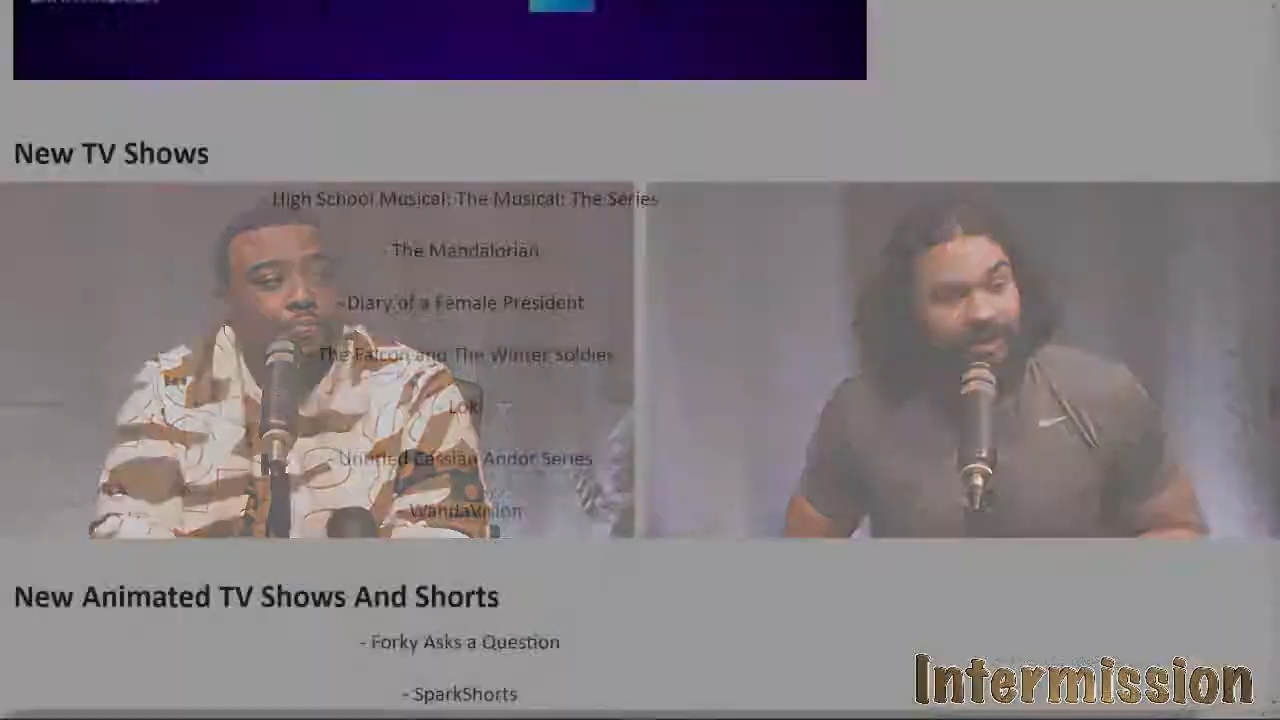 New TV Shows
High School Musical: The Musical: The Series
- The Mandalorian
- Diary of a Female President
The Falcon and The Winter soldier
- Loki
- Untitled Cassian Andor Series
- WandaVision
New Animated TV Shows And Shorts
- Forky Asks a Question
- SparkShorts
Intermission